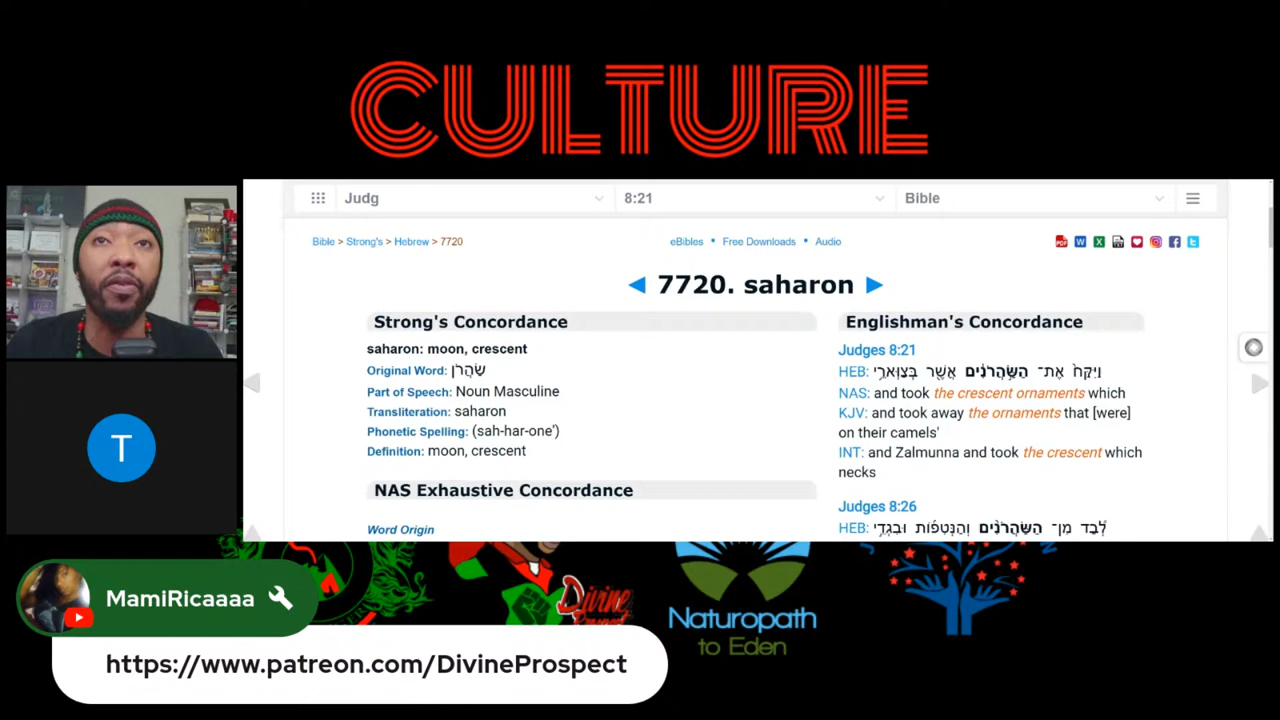 CULTURE
Judg
8:21
Bible
Bible > Strong's > Hebrew > 7720
eBibles • Free Downloads • Audio
◄ 7720. saharon ►
Strong's Concordance
saharon: moon, crescent
Original Word: שַׂהֲרֹן
Part of Speech: Noun Masculine
Transliteration: saharon
Phonetic Spelling: (sah-har-one')
Definition: moon, crescent
NAS Exhaustive Concordance
Word Origin
Englishman's Concordance
Judges 8:21
HEB: וַיִּקַּח֙ אֶת־ הַשַּׂ֣הֲרֹנִ֔ים אֲשֶׁ֖ר בְּצַוְּארֵ֥י
NAS: and took the crescent ornaments which
KJV: and took away the ornaments that [were]
on their camels'
INT: and Zalmunna and took the crescent which
necks
Judges 8:26
HEB: לְ֠בַד מִן־ הַשַּׂהֲרֹנִ֨ים וְהַנְּטִפ֜וֹת וּבִגְדֵ֣י
T
MamiRicaaaa
https://www.patreon.com/DivineProspect
Divine
Naturopath
to Eden